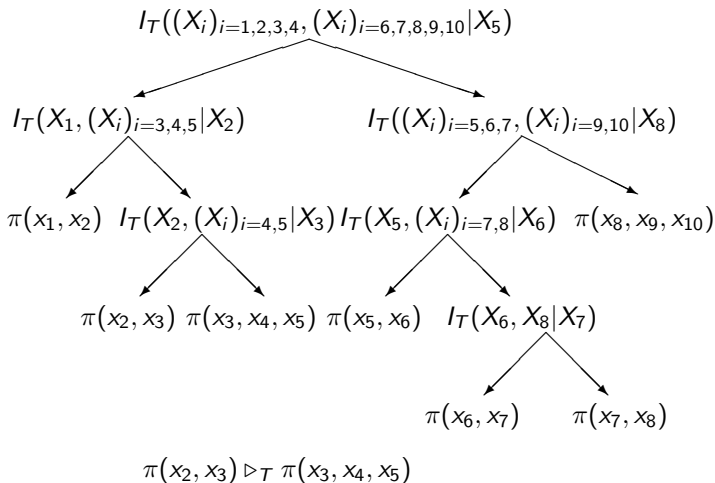 I_T((X_i)_{i=1,2,3,4}, (X_i)_{i=6,7,8,9,10}|X_5)
I_T(X_1, (X_i)_{i=3,4,5}|X_2) I_T((X_i)_{i=5,6,7}, (X_i)_{i=9,10}|X_8)
π(x_1, x_2) I_T(X_2, (X_i)_{i=4,5}|X_3) I_T(X_5, (X_i)_{i=7,8}|X_6) π(x_8, x_9, x_{10})
π(x_2, x_3) π(x_3, x_4, x_5) π(x_5, x_6) I_T(X_6, X_8|X_7)
π(x_6, x_7) π(x_7, x_8)
π(x_2, x_3) ▷_T π(x_3, x_4, x_5)